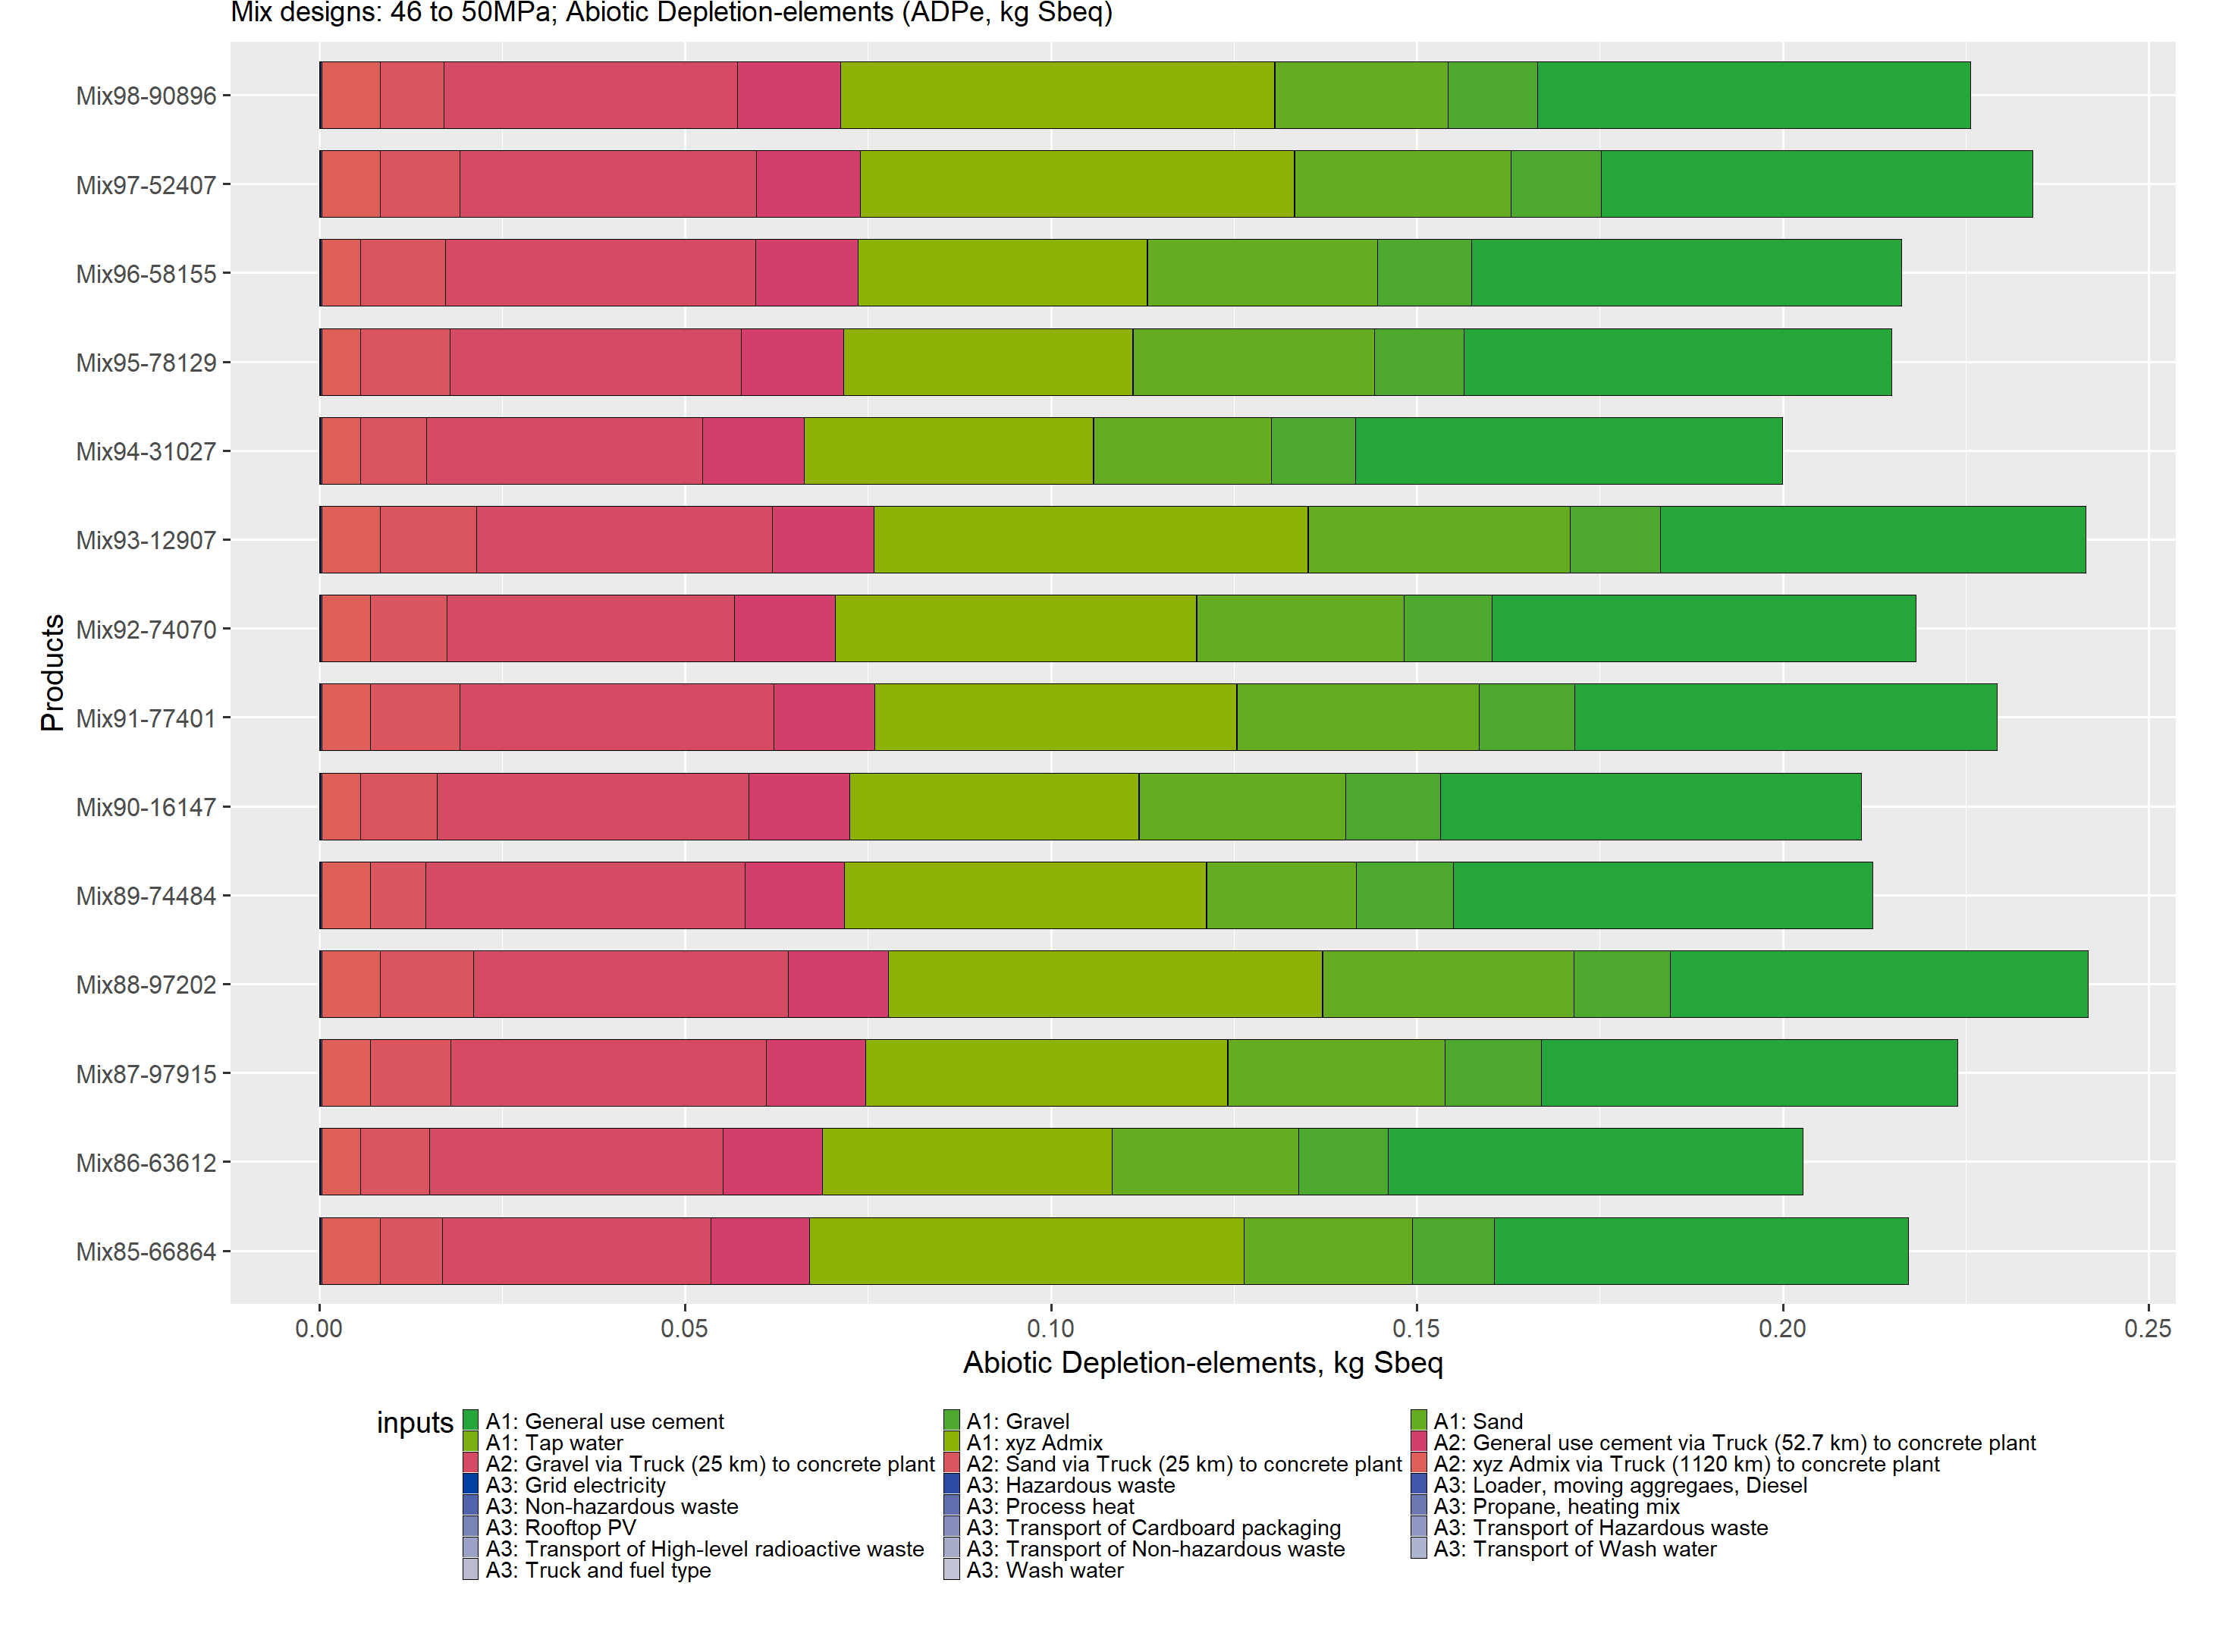 Mix designs: 46 to 50MPa; Abiotic Depletion-elements (ADPe, kg Sbeq)
Products
Mix98-90896
Mix97-52407
Mix96-58155
Mix95-78129
Mix94-31027
Mix93-12907
Mix92-74070
Mix91-77401
Mix90-16147
Mix89-74484
Mix88-97202
Mix87-97915
Mix86-63612
Mix85-66864
0.00 0.05 0.10 0.15 0.20 0.25
Abiotic Depletion-elements, kg Sbeq
inputs
A1: General use cement A1: Gravel A1: Sand
A1: Tap water A1: xyz Admix A2: General use cement via Truck (52.7 km) to concrete plant
A2: Gravel via Truck (25 km) to concrete plant A2: Sand via Truck (25 km) to concrete plant A2: xyz Admix via Truck (1120 km) to concrete plant
A3: Grid electricity A3: Hazardous waste A3: Loader, moving aggregaes, Diesel
A3: Non-hazardous waste A3: Process heat A3: Propane, heating mix
A3: Rooftop PV A3: Transport of Cardboard packaging A3: Transport of Hazardous waste
A3: Transport of High-level radioactive waste A3: Transport of Non-hazardous waste A3: Transport of Wash water
A3: Truck and fuel type A3: Wash water